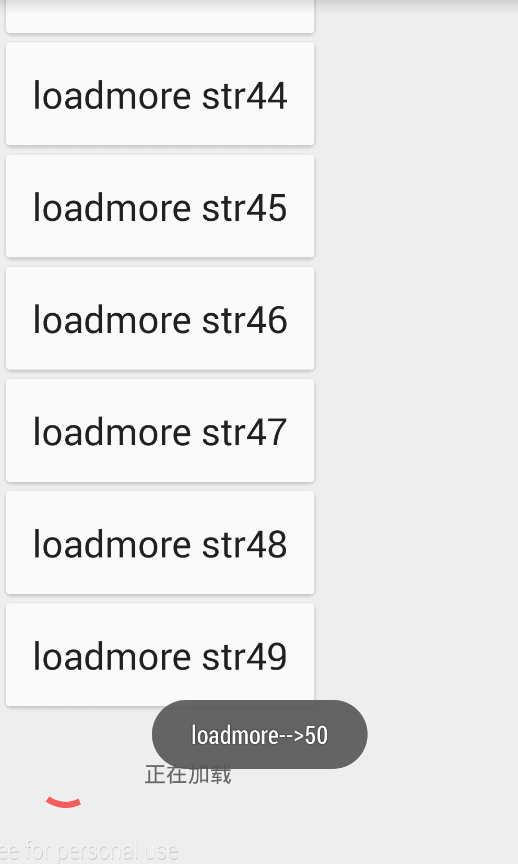 loadmore str44
loadmore str45
loadmore str46
loadmore str47
loadmore str48
loadmore str49
loadmore-->50
正在加载
ee for personal use